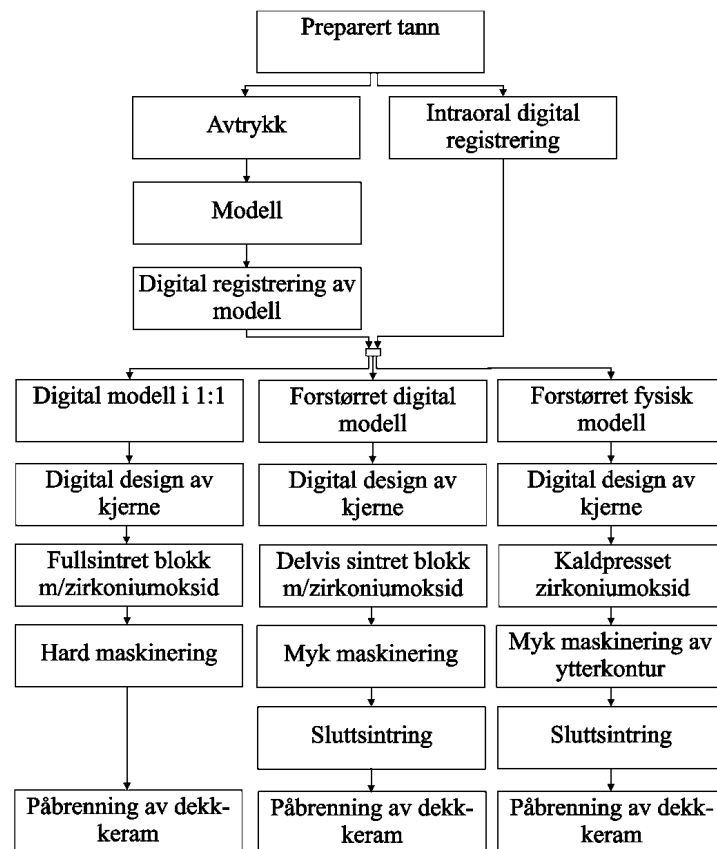 Preparert tann
Avtrykk
Intraoral digital
registrering
Modell
Digital registrering av
modell
Digital modell i 1:1
Forstørret digital
modell
Forstørret fysisk
modell
Digital design av
kjerne
Digital design av
kjerne
Digital design av
kjerne
Fullsintret blokk
m/zirkoniumoksid
Delvis sintret blokk
m/zirkoniumoksid
Kaldpresset
zirkoniumoksid
Hard maskinering
Myk maskinering
Myk maskinering av
ytterkontur
Sluttsintring
Sluttsintring
Påbrenning av dekk-
keram
Påbrenning av dekk-
keram
Påbrenning av dekk-
keram